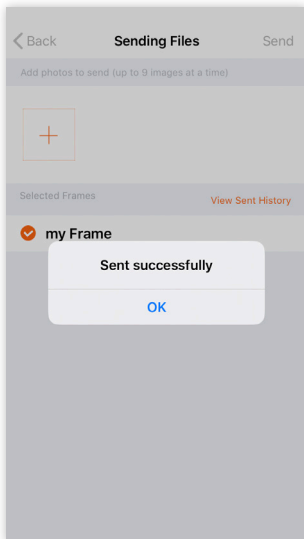 Back Sending Files Send
Add photos to send (up to 9 images at a time)
Selected Frames View Sent History
my Frame
Sent successfully
OK